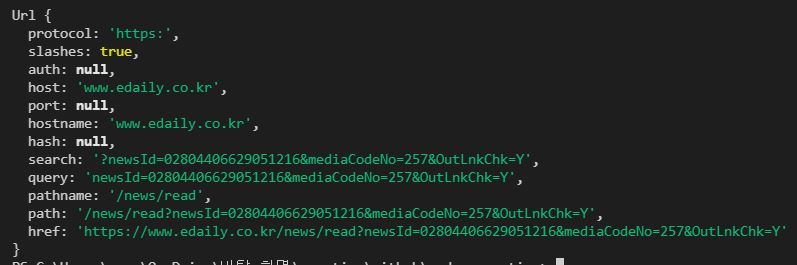 Url {
  protocol: 'https:',
  slashes: true,
  auth: null,
  host: 'www.edaily.co.kr',
  port: null,
  hostname: 'www.edaily.co.kr',
  hash: null,
  search: '?newsId=02804406629051216&mediaCodeNo=257&OutLnkChk=Y',
  query: 'newsId=02804406629051216&mediaCodeNo=257&OutLnkChk=Y',
  pathname: '/news/read',
  path: '/news/read?newsId=02804406629051216&mediaCodeNo=257&OutLnkChk=Y',
  href: 'https://www.edaily.co.kr/news/read?newsId=02804406629051216&mediaCodeNo=257&OutLnkChk=Y'
}